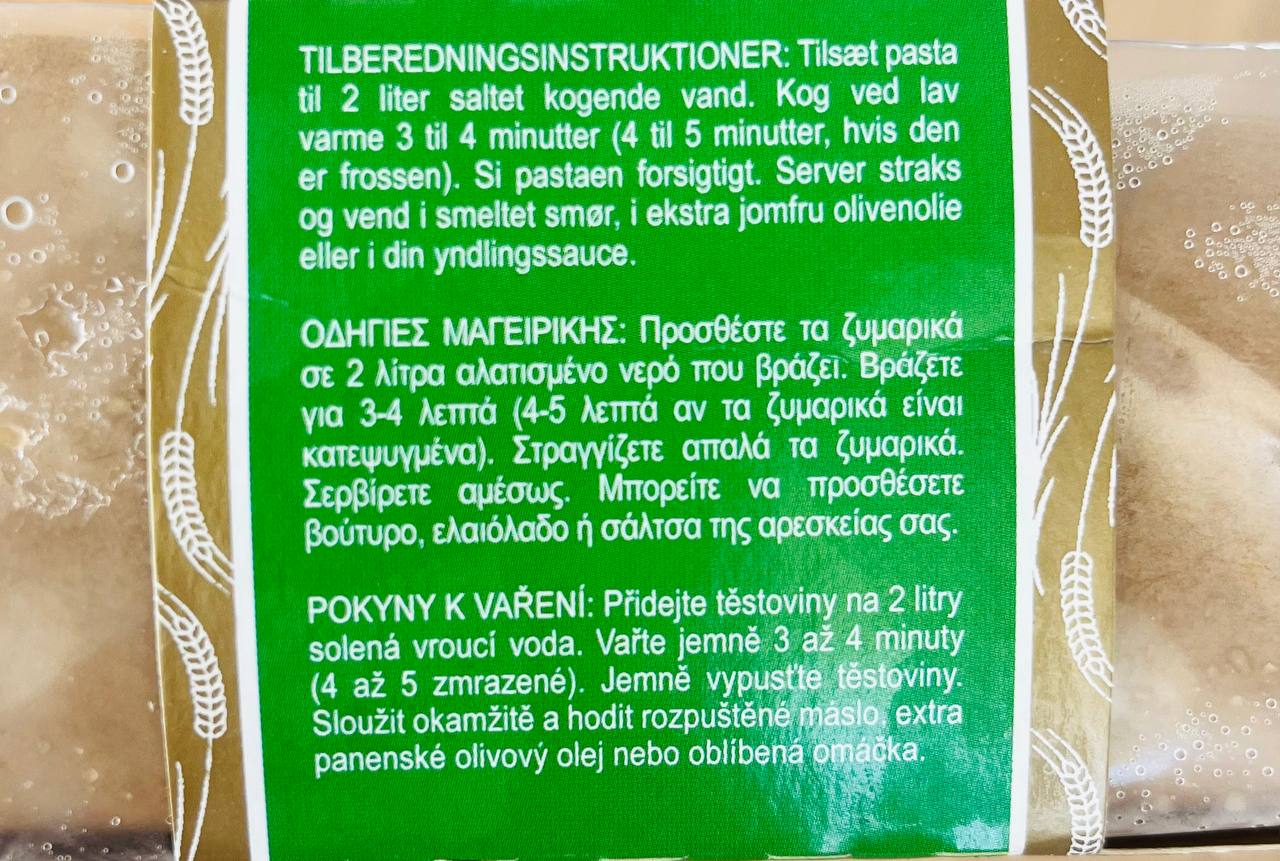 TILBEREDNINGSINSTRUKTIONER: Tilsæt pasta
til 2 liter saltet kogende vand. Kog ved lav
varme 3 til 4 minutter (4 til 5 minutter, hvis den
er frossen). Si pastaen forsigtigt. Server straks
og vend i smeltet smør, i ekstra jomfru olivenolie
eller i din yndlingssauce.
ΟΔΗΓΙΕΣ ΜΑΓΕΙΡΙΚΗΣ: Προσθέστε τα ζυμαρικά
σε 2 λίτρα αλατισμένο νερό που βράζει. Βράζετε
για 3-4 λεπτά (4-5 λεπτά αν τα ζυμαρικά είναι
κατεψυγμένα). Στραγγίζετε απαλά τα ζυμαρικά.
Σερβίρετε αμέσως. Μπορείτε να προσθέσετε
βούτυρο, ελαιόλαδο ή σάλτσα της αρεσκείας σας.
POKYNY K VAŘENÍ: Přidejte těstoviny na 2 litry
solená vroucí voda. Vařte jemně 3 až 4 minuty
(4 až 5 zmrazené). Jemně vypusťte těstoviny.
Sloužit okamžitě a hodit rozpuštěné máslo, extra
panenské olivový olej nebo oblíbená omáčka.